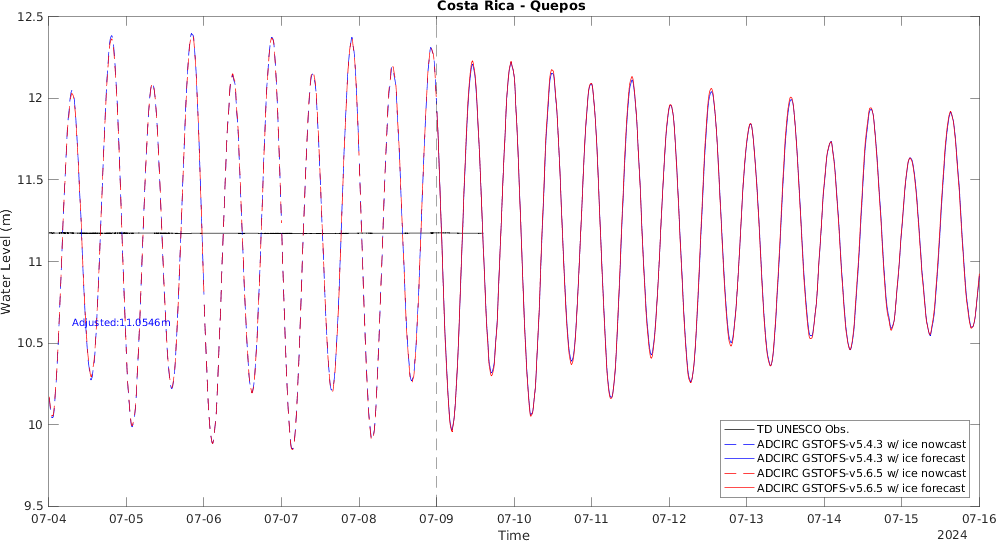 Costa Rica - Quepos
12.5
12
11.5
11
10.5
10
9.5
Water Level (m)
Adjusted:11.0546m
TD UNESCO Obs.
ADCIRC GSTOFS-v5.4.3 w/ ice nowcast
ADCIRC GSTOFS-v5.4.3 w/ ice forecast
ADCIRC GSTOFS-v5.6.5 w/ ice nowcast
ADCIRC GSTOFS-v5.6.5 w/ ice forecast
07-04 07-05 07-06 07-07 07-08 07-09 07-10 07-11 07-12 07-13 07-14 07-15 07-16
Time
2024